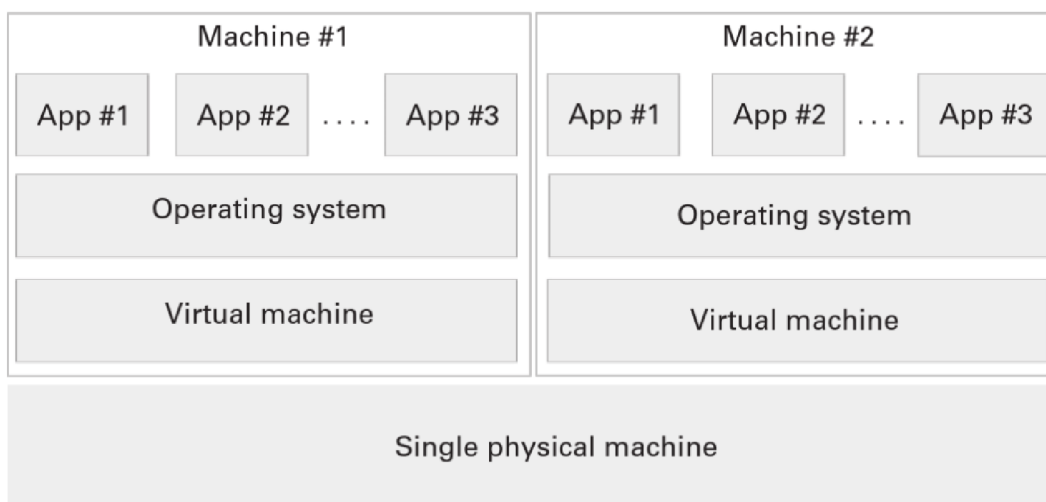 Machine #1
App #1 App #2 .... App #3
Operating system
Virtual machine
Machine #2
App #1 App #2 .... App #3
Operating system
Virtual machine
Single physical machine